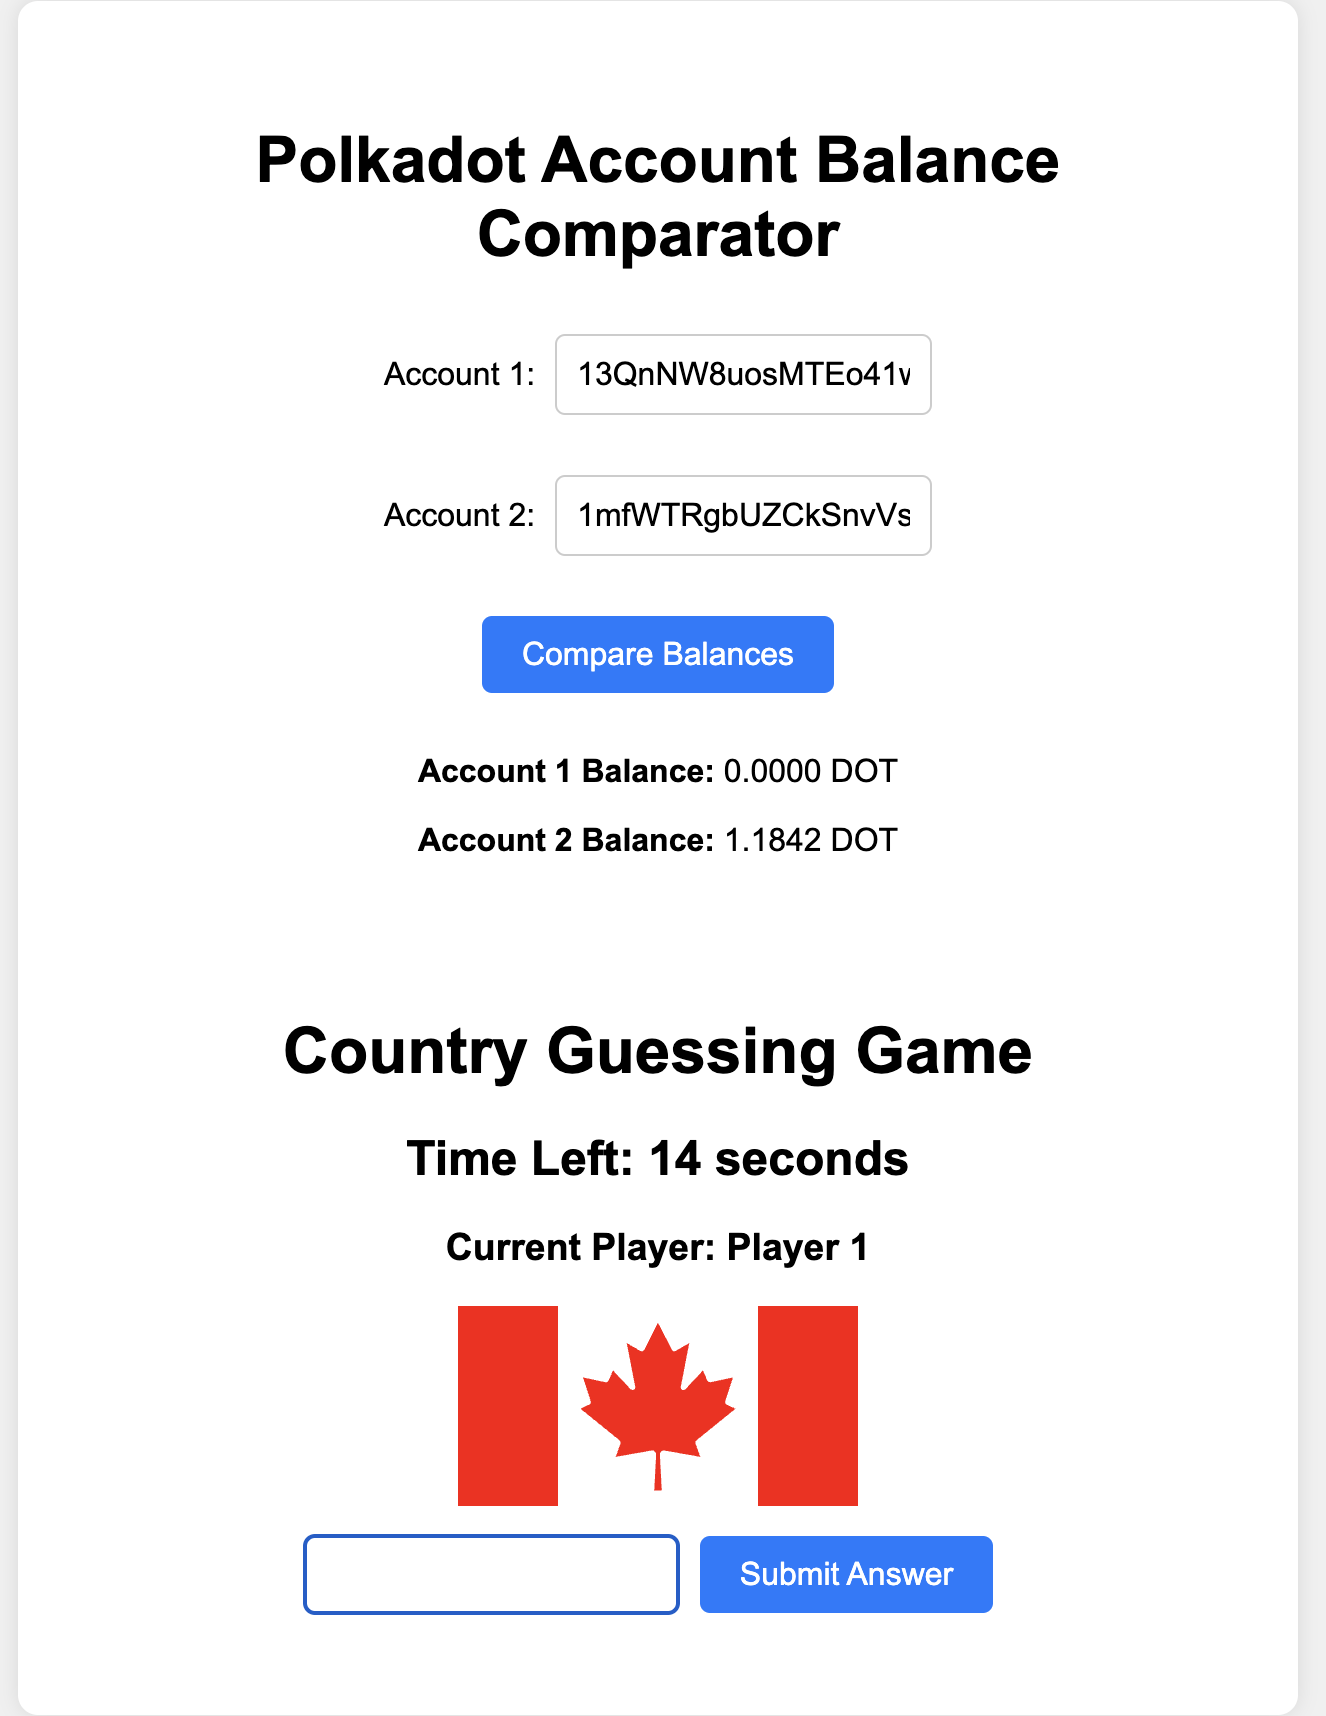 Polkadot Account Balance
Comparator
Account 1: 13QnNW8uosMTEo41w
Account 2: 1mfWTRgbUZCkSnvVs
Compare Balances
Account 1 Balance: 0.0000 DOT
Account 2 Balance: 1.1842 DOT
Country Guessing Game
Time Left: 14 seconds
Current Player: Player 1
Submit Answer